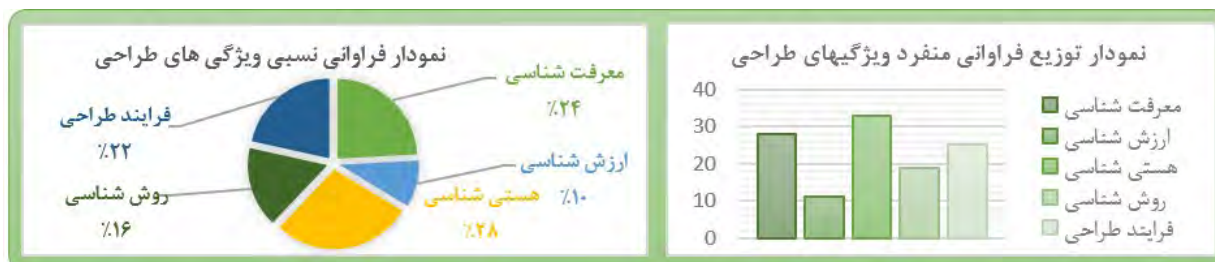 نمودار توزیع فراوانی منفرد ویژگیهای طراحی
40
30
20
10
0
معرفت شناسی
ارزش شناسی
هستی شناسی
روش شناسی
فرایند طراحی
نمودار فراوانی نسبی ویژگی های طراحی
معرفت شناسی
٪۲۴
ارزش شناسی
٪۱۰
هستی شناسی
٪۲۸
روش شناسی
٪۱۶
فرایند طراحی
٪۲۲